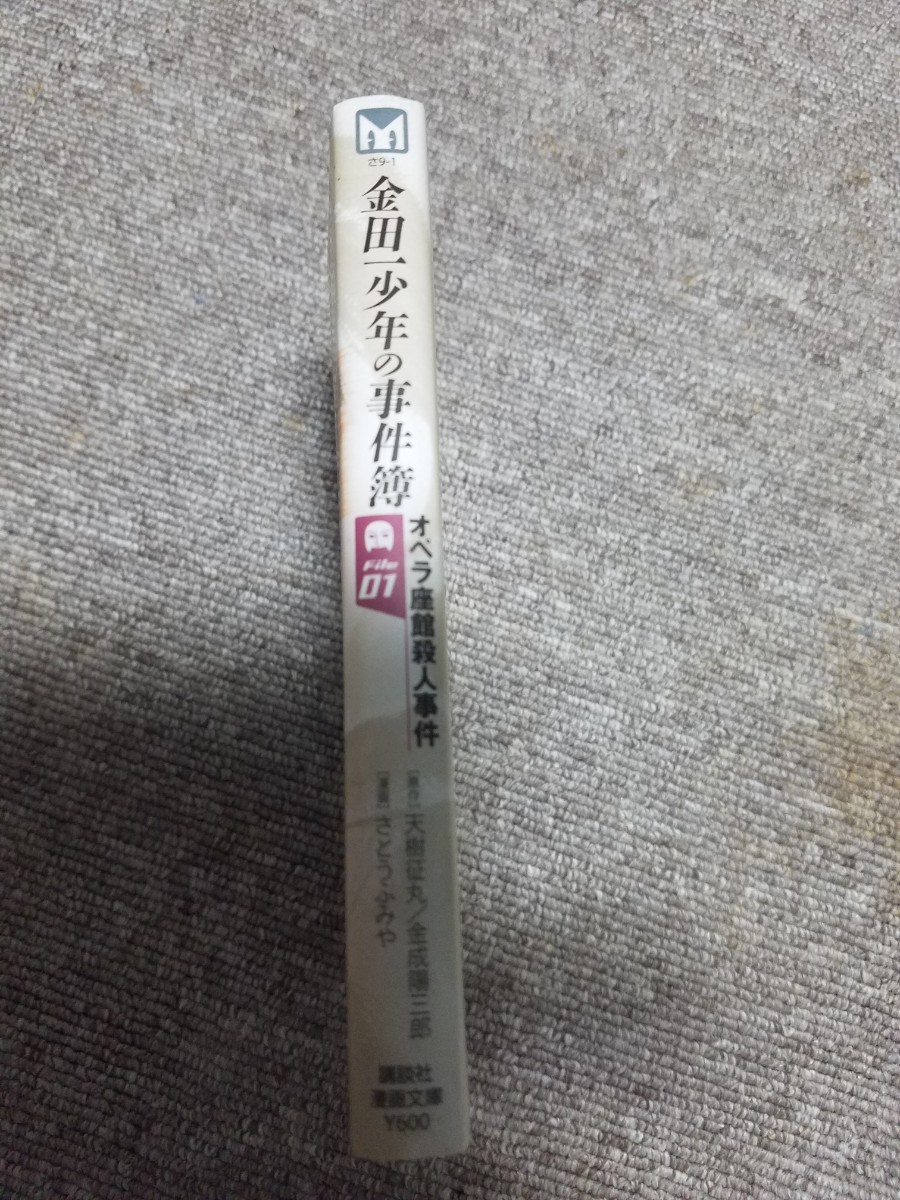 さ9-1
金田一少年の事件簿
File
01
オペラ座館殺人事件
[原作] 天樹征丸/金成陽三郎
[漫画] さとうふみや
講談社
漫画文庫
¥600